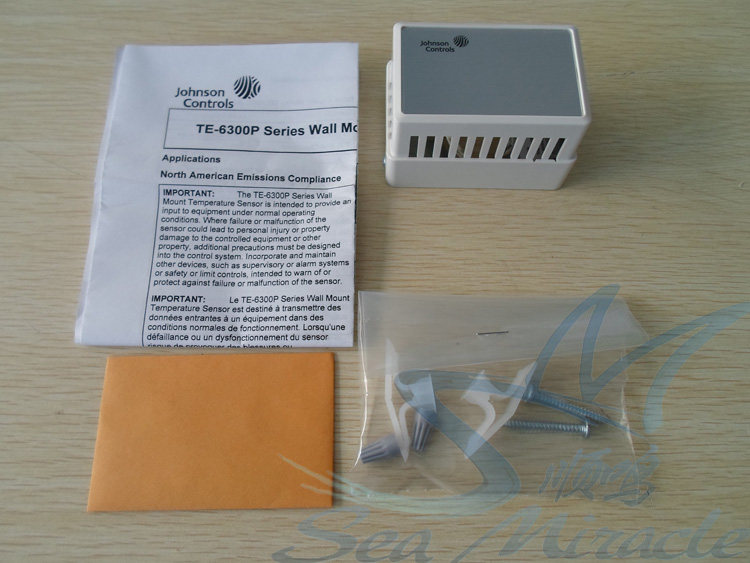 Johnson
Controls
TE-6300P Series Wall Mo
Applications
North American Emissions Compliance
IMPORTANT: The TE-6300P Series Wall
Mount Temperature Sensor is intended to provide an
input to equipment under normal operating
conditions. Where failure or malfunction of the
sensor could lead to personal injury or property
damage to the controlled equipment or other
property, additional precautions must be designed
into the control system. Incorporate and maintain
other devices, such as supervisory or alarm systems
or safety or limit controls, intended to warn of or
protect against failure or malfunction of the sensor.
IMPORTANT: Le TE-6300P Series Wall Mount
Temperature Sensor est destiné à transmettre des
données entrantes à un équipement dans des
conditions normales de fonctionnement. Lorsqu'une
défaillance ou un dysfonctionnement du sensor
risque de provoquer des blessures ou
Johnson
Controls
Sea Miracle